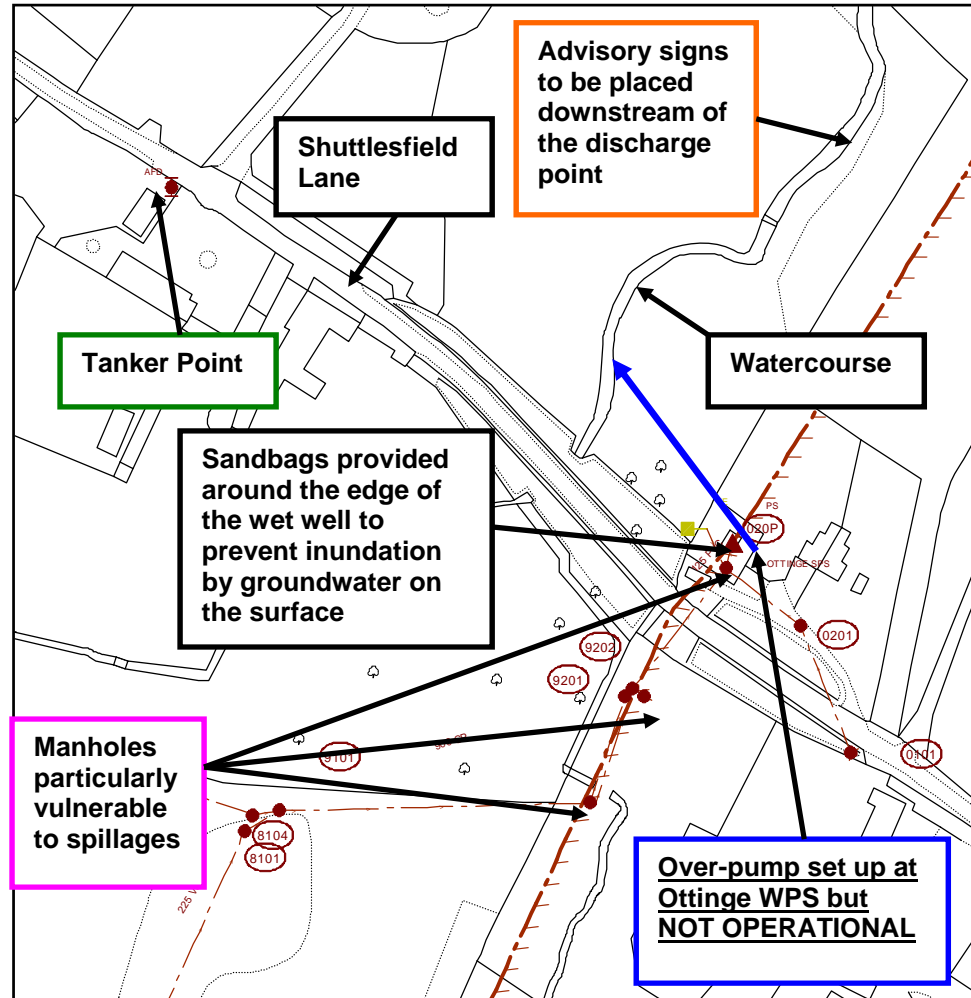 Advisory signs
to be placed
downstream of
the discharge
point
Shuttlesfield
Lane
AFD
Tanker Point
Watercourse
Sandbags provided
around the edge of
the wet well to
prevent inundation
by groundwater on
the surface
PS
020P
OTTINGE SPS
0201
9202
9201
Manholes
particularly
vulnerable
to spillages
9101
0101
8104
8101
Over-pump set up at
Ottinge WPS but
NOT OPERATIONAL